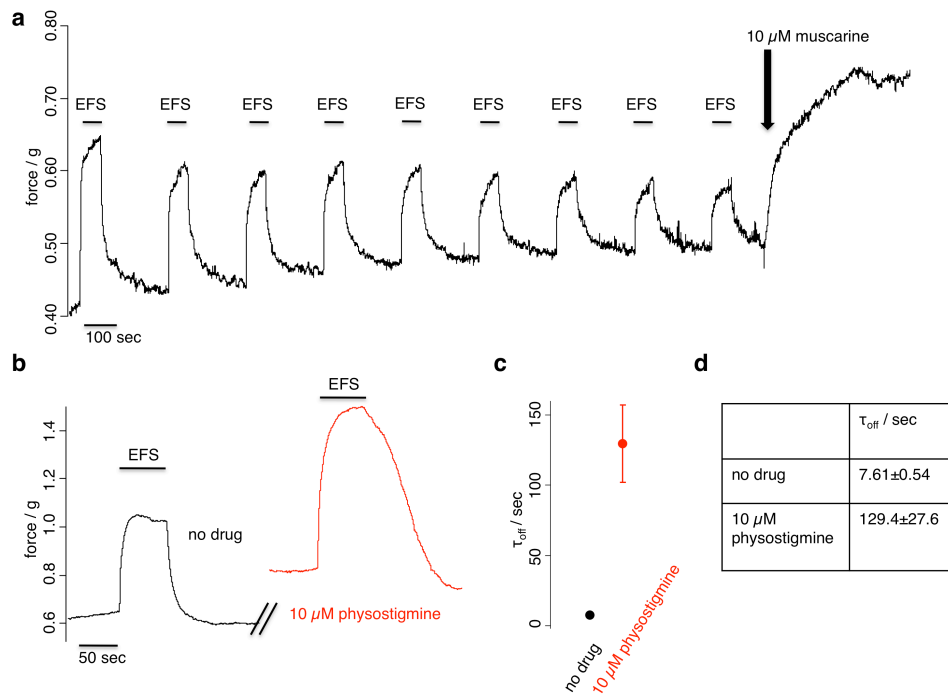 a
0.80
0.70
0.60
0.50
0.40
force / g
EFS EFS EFS EFS EFS EFS EFS EFS EFS
10 µM muscarine
100 sec
b
1.4
1.2
1.0
0.8
0.6
force / g
EFS
EFS
no drug
10 µM physostigmine
50 sec
c
150
100
50
0
τoff / sec
no drug
10 µM physostigmine
d
τoff / sec
no drug 7.61±0.54
10 µM
physostigmine 129.4±27.6